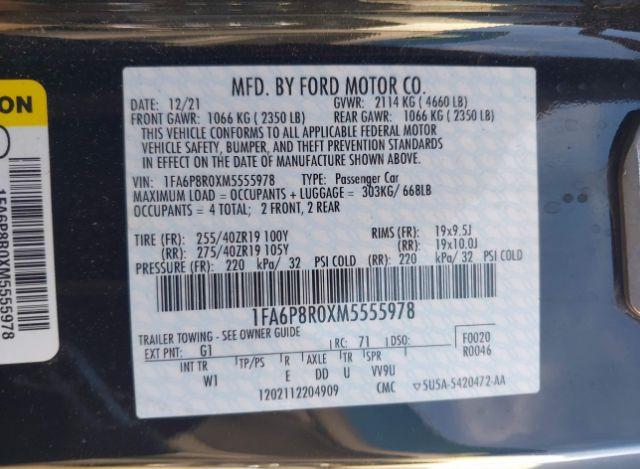 MFD. BY FORD MOTOR CO.
DATE: 12/21 GVWR: 2114 KG ( 4660 LB)
FRONT GAWR: 1066 KG ( 2350 LB) REAR GAWR: 1066 KG ( 2350 LB)
THIS VEHICLE CONFORMS TO ALL APPLICABLE FEDERAL MOTOR
VEHICLE SAFETY, BUMPER, AND THEFT PREVENTION STANDARDS
IN EFFECT ON THE DATE OF MANUFACTURE SHOWN ABOVE.
VIN: 1FA6P8R0XM5555978 TYPE: Passenger Car
MAXIMUM LOAD = OCCUPANTS + LUGGAGE = 303KG/ 668LB
OCCUPANTS = 4 TOTAL; 2 FRONT, 2 REAR
TIRE (FR): 255/40ZR19 100Y RIMS (FR): 19x9.5J
(RR): 275/40ZR19 105Y (RR): 19x10.0J
PRESSURE (FR): 220 kPa/ 32 PSI COLD (RR): 220 kPa/ 32 PSI COLD
1FA6P8R0XM5555978
TRAILER TOWING - SEE OWNER GUIDE
EXT PNT: G1 RC: 71 DSO: F0020
INT TR TP/PS R AXLE TR SPR R0046
W1 E DD U VV9U
1202112204909 CMC 5U5A-5420472-AA
ON
1FA6P8R0XM5555978